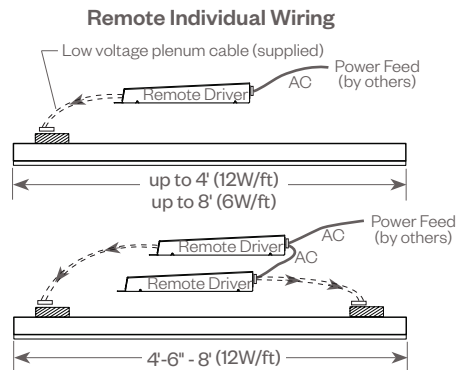 Remote Individual Wiring
Low voltage plenum cable (supplied)
Remote Driver
AC
Power Feed
(by others)
up to 4' (12W/ft)
up to 8' (6W/ft)
Remote Driver
AC
Power Feed
(by others)
AC
Remote Driver
4'-6" - 8' (12W/ft)